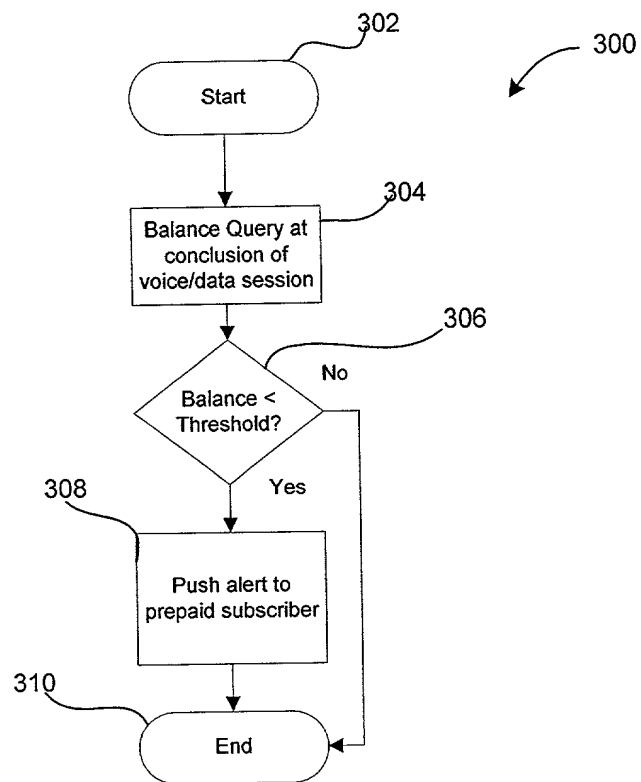 302
300
Start
304
Balance Query at
conclusion of
voice/data session
306
No
Balance <
Threshold?
Yes
308
Push alert to
prepaid subscriber
310
End